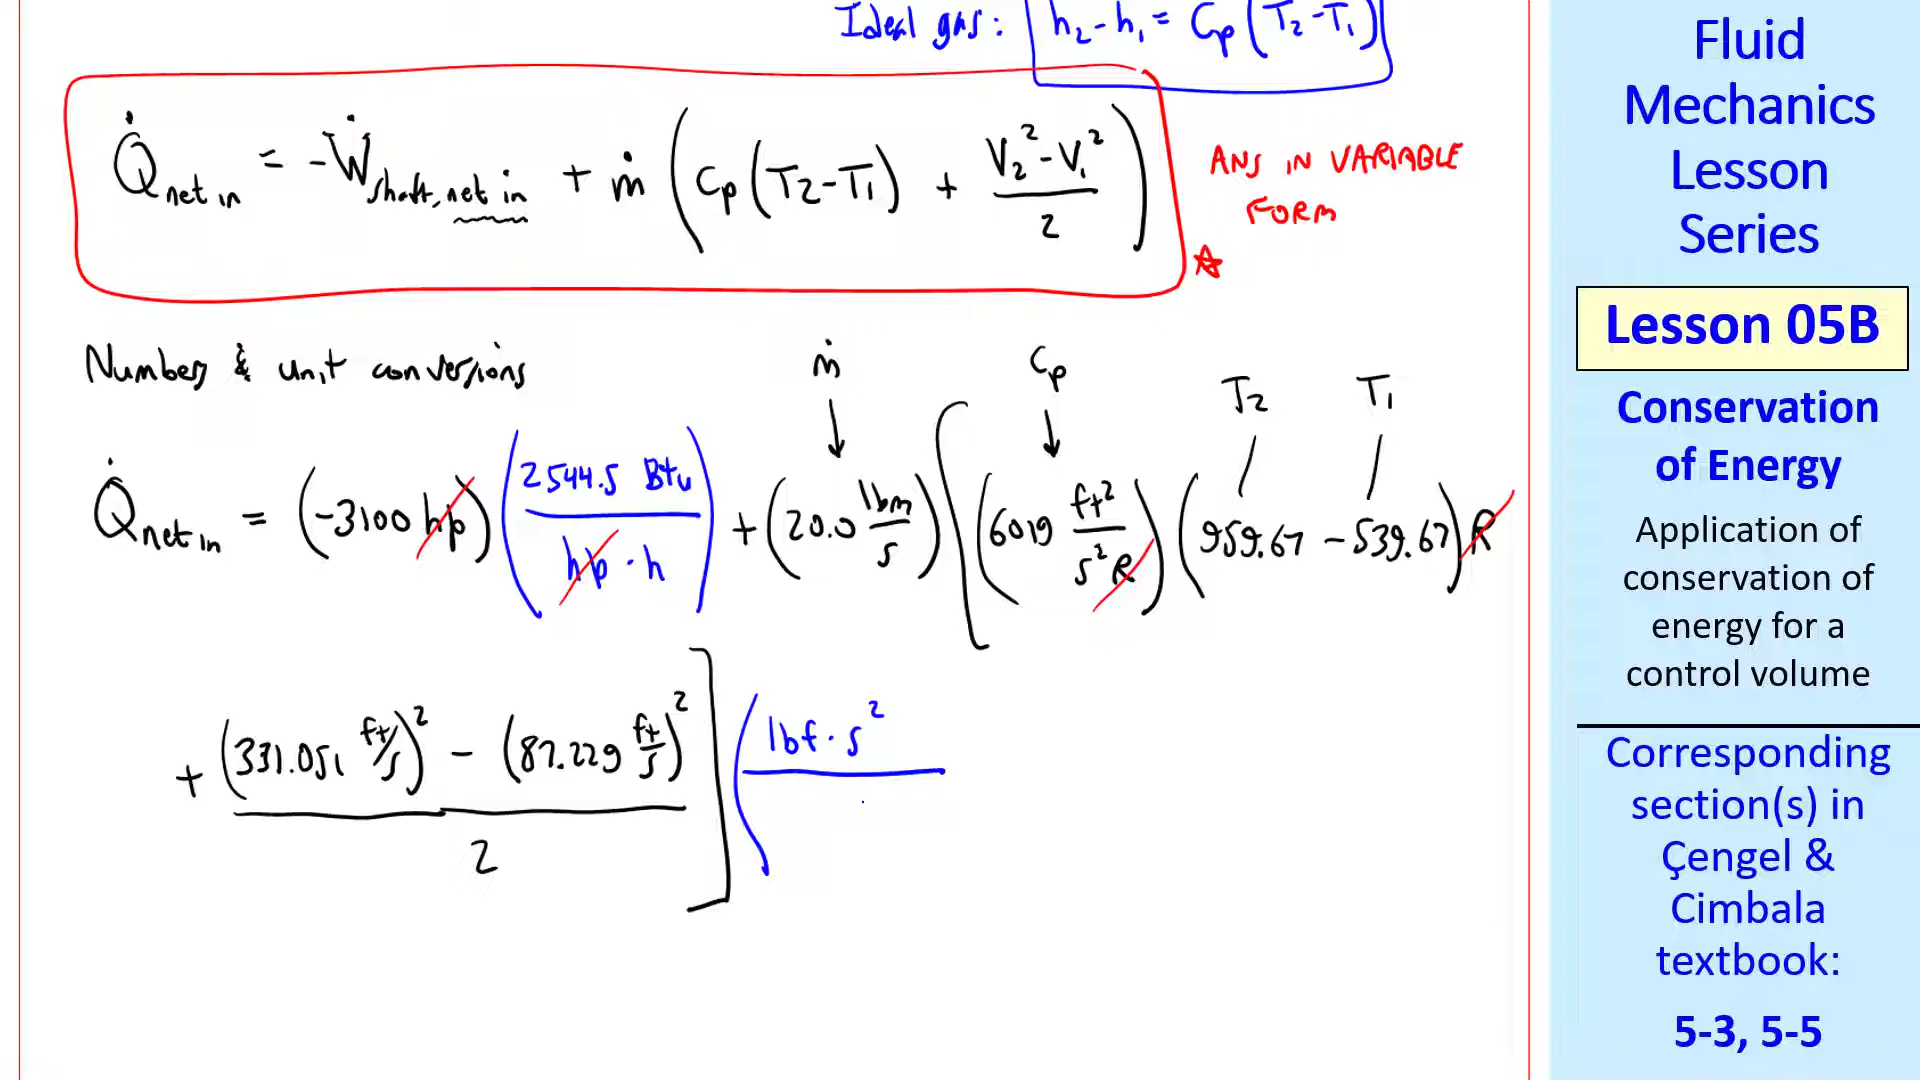 Ideal gas: h₂-h₁ = Cp(T₂-T₁)
Q̇net in = -Ẇshaft, net in + ṁ (Cp(T₂-T₁) + (V₂²-V₁²)/2)
ANS IN VARIABLE
FORM
Numbers & unit conversions
ṁ Cp T₂ T₁
Q̇net in = (-3100 hp) (2544.5 Btu / hp·h) + (20.0 lbm/s) [(6019 ft²/s²R) (959.67 - 539.67) R
+ ((331.051 ft/s)² - (87.229 ft/s)²)/2] (lbf·s²
Fluid
Mechanics
Lesson
Series
Lesson 05B
Conservation
of Energy
Application of
conservation of
energy for a
control volume
Corresponding
section(s) in
Çengel &
Cimbala
textbook:
5-3, 5-5